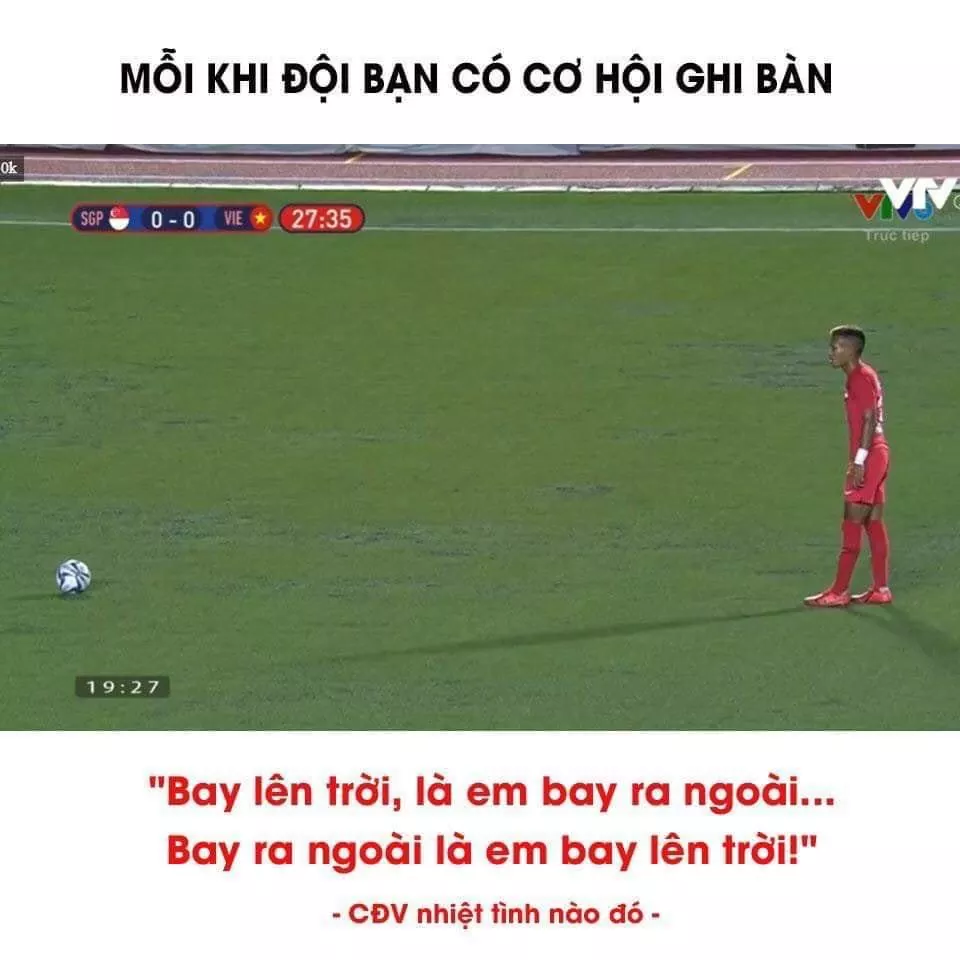 MỖI KHI ĐỘI BẠN CÓ CƠ HỘI GHI BÀN
0k
SGP 0 - 0 VIE 27:35
VTV
Trực tiếp
19:27
"Bay lên trời, là em bay ra ngoài...
Bay ra ngoài là em bay lên trời!"
- CĐV nhiệt tình nào đó -